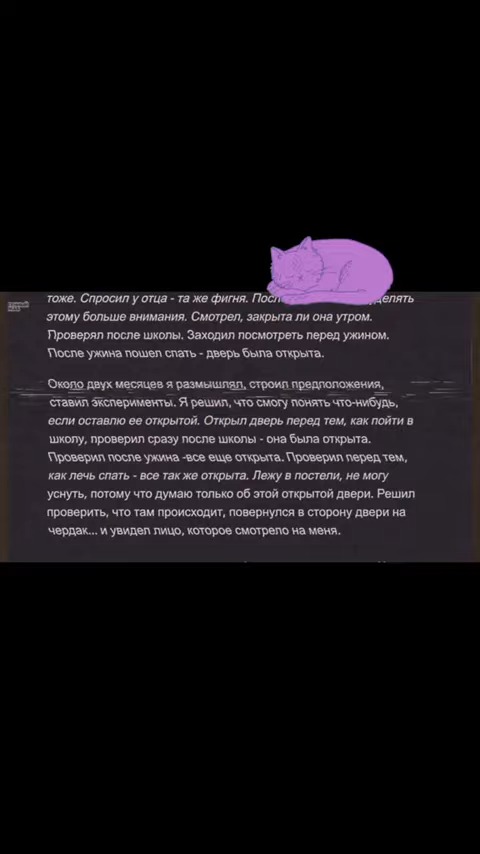 тоже. Спросил у отца - та же фигня. делять
этому больше внимания. Смотрел, закрыта ли она утром.
Проверял после школы. Заходил посмотреть перед ужином.
После ужина пошел спать - дверь была открыта.
Около двух месяцев я размышлял, строил предположения,
ставил эксперименты. Я решил, что смогу понять что-нибудь,
если оставлю ее открытой. Открыл дверь перед тем, как пойти в
школу, проверил сразу после школы - она была открыта.
Проверил после ужина -все еще открыта. Проверил перед тем,
как лечь спать - все так же открыта. Лежу в постели, не могу
уснуть, потому что думаю только об этой открытой двери. Решил
проверить, что там происходит, повернулся в сторону двери на
чердак... и увидел лицо, которое смотрело на меня.